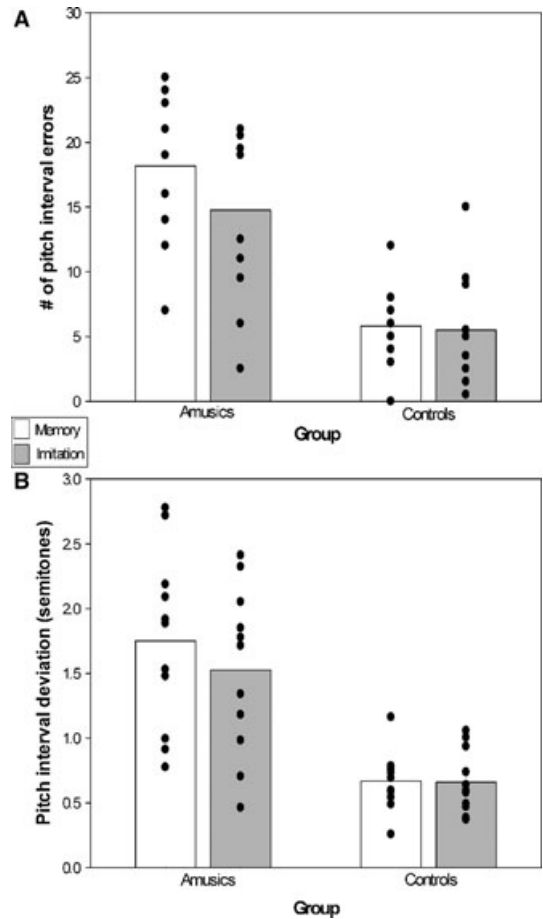 A
30
25
20
15
10
5
0
# of pitch interval errors
Amusics Controls
Group
Memory
Imitation
B
3.0
2.5
2.0
1.5
1.0
0.5
0.0
Pitch interval deviation (semitones)
Amusics Controls
Group